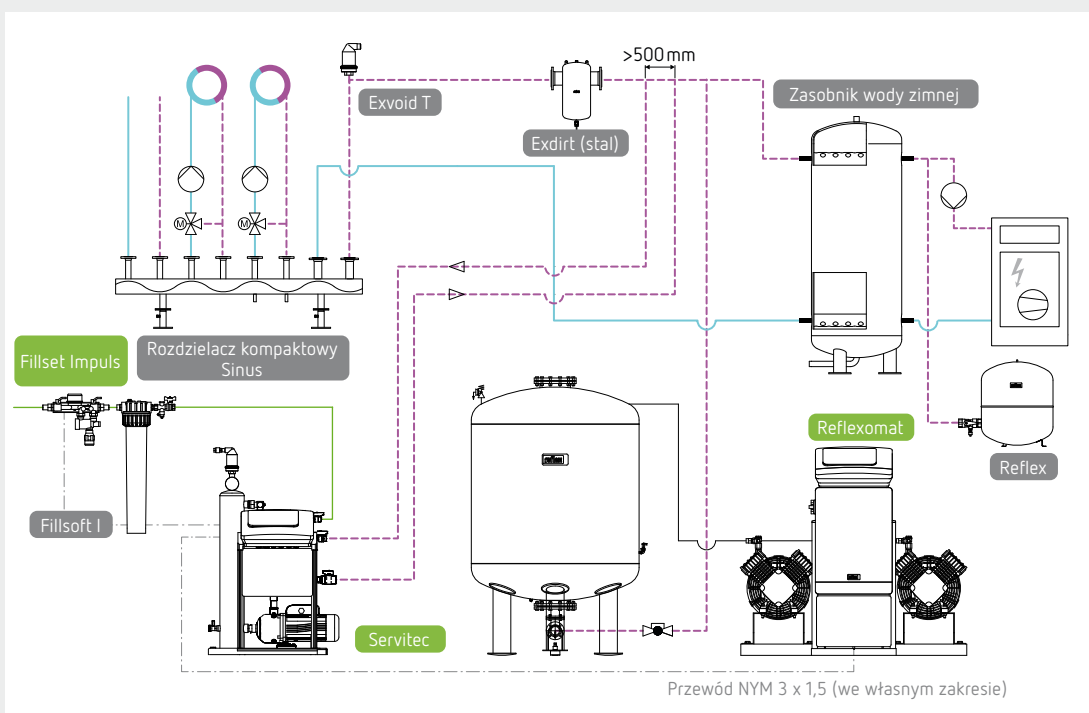 >500 mm
Exvoid T
Zasobnik wody zimnej
Exdirt (stal)
M
M
Fillset Impuls
Rozdzielacz kompaktowy
Sinus
Reflexomat
reflex
Reflex
Fillsoft I
Servitec
Przewód NYM 3 x 1,5 (we własnym zakresie)